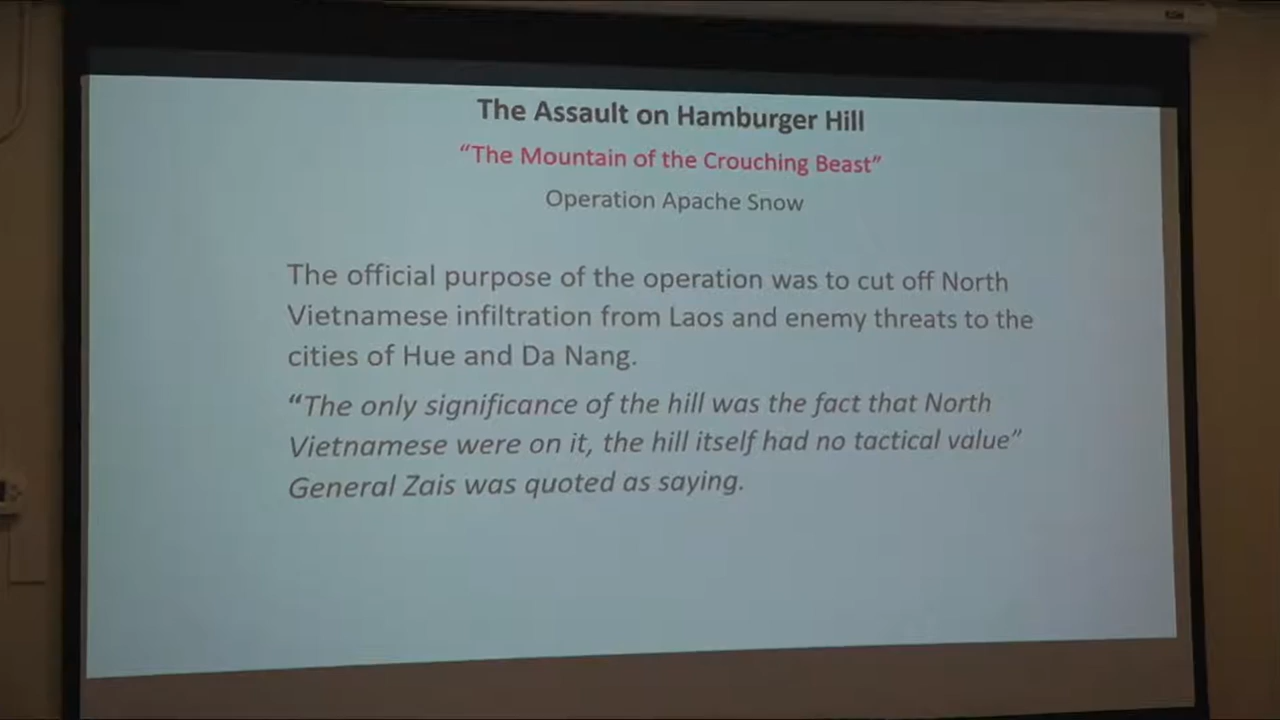 The Assault on Hamburger Hill
“The Mountain of the Crouching Beast”
Operation Apache Snow
The official purpose of the operation was to cut off North
Vietnamese infiltration from Laos and enemy threats to the
cities of Hue and Da Nang.
“The only significance of the hill was the fact that North
Vietnamese were on it, the hill itself had no tactical value”
General Zais was quoted as saying.